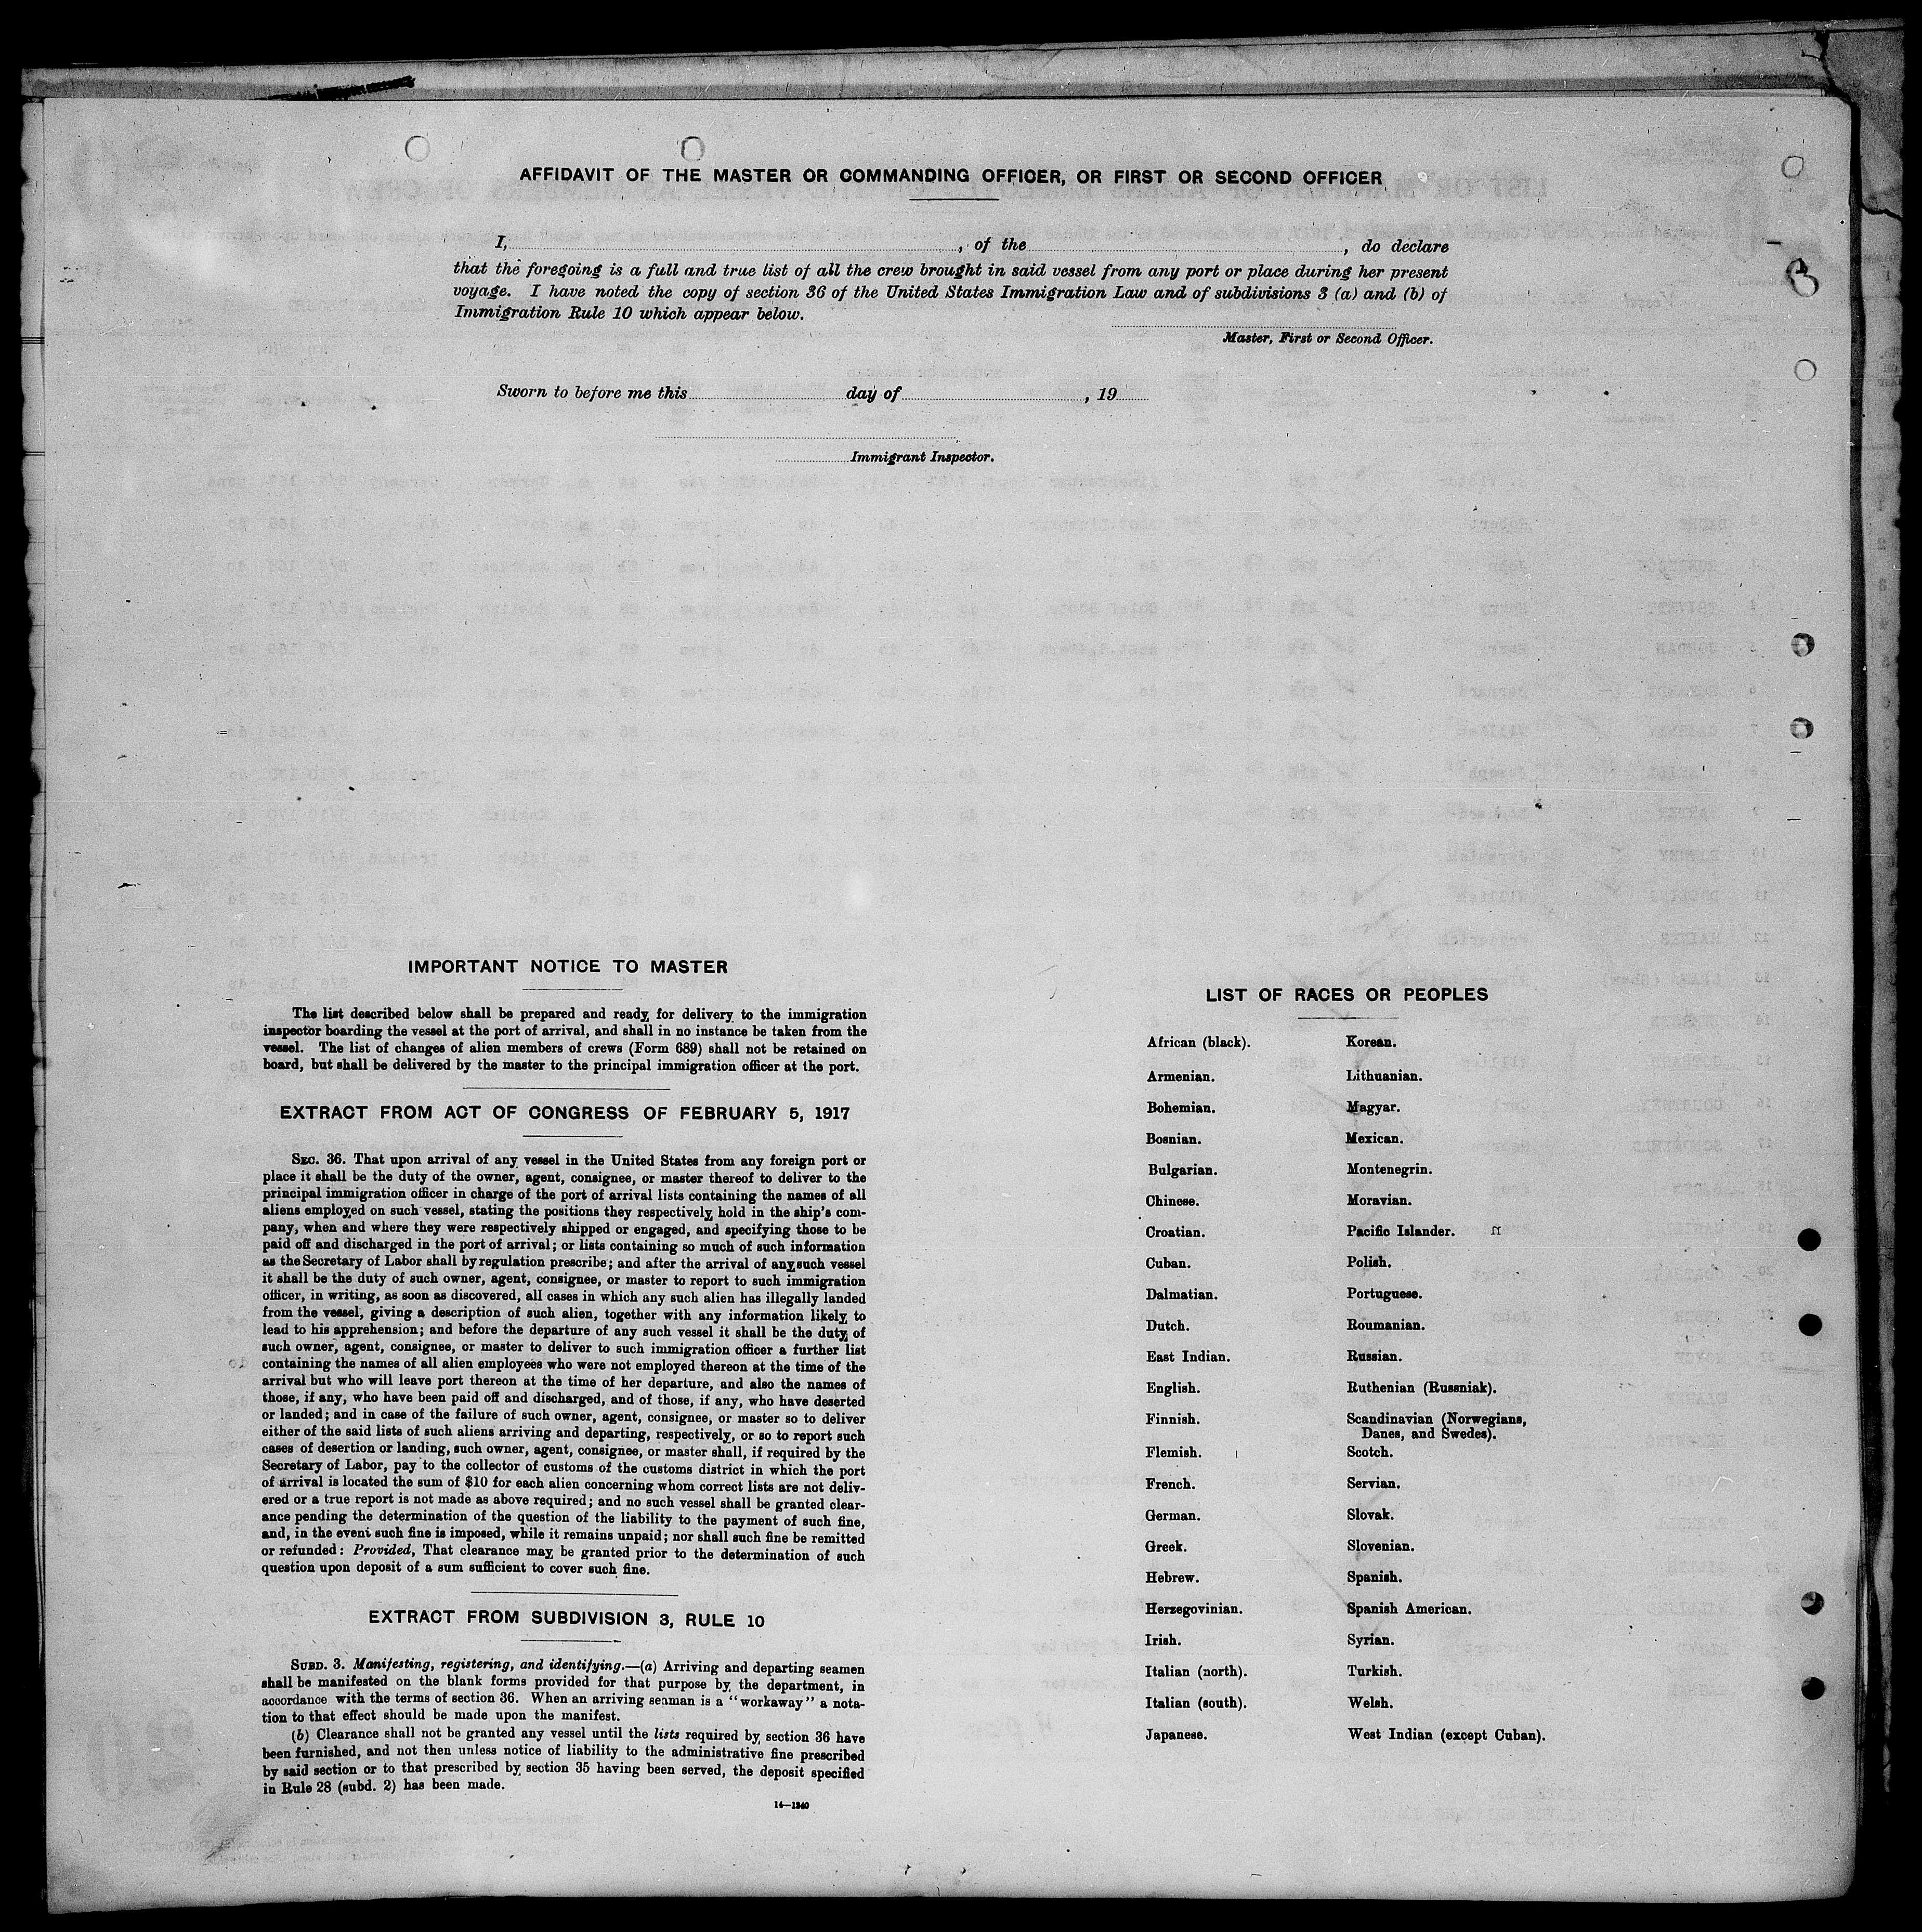 AFFIDAVIT OF THE MASTER OR COMMANDING OFFICER, OR FIRST OR SECOND OFFICER
I, , of the , do declare
that the foregoing is a full and true list of all the crew brought in said vessel from any port or place during her present
voyage. I have noted the copy of section 36 of the United States Immigration Law and of subdivisions 3 (a) and (b) of
Immigration Rule 10 which appear below.
Master, First or Second Officer.
Sworn to before me this day of , 19
Immigrant Inspector.
IMPORTANT NOTICE TO MASTER
The list described below shall be prepared and ready for delivery to the immigration
inspector boarding the vessel at the port of arrival, and shall in no instance be taken from the
vessel. The list of changes of alien members of crews (Form 689) shall not be retained on
board, but shall be delivered by the master to the principal immigration officer at the port.
EXTRACT FROM ACT OF CONGRESS OF FEBRUARY 5, 1917
SEC. 36. That upon arrival of any vessel in the United States from any foreign port or
place it shall be the duty of the owner, agent, consignee, or master thereof to deliver to the
principal immigration officer in charge of the port of arrival lists containing the names of all
aliens employed on such vessel, stating the positions they respectively hold in the ship's com-
pany, when and where they were respectively shipped or engaged, and specifying those to be
paid off and discharged in the port of arrival; or lists containing so much of such information
as the Secretary of Labor shall by regulation prescribe; and after the arrival of any such vessel
it shall be the duty of such owner, agent, consignee, or master to report to such immigration
officer, in writing, as soon as discovered, all cases in which any such alien has illegally landed
from the vessel, giving a description of such alien, together with any information likely to
lead to his apprehension; and before the departure of any such vessel it shall be the duty of
such owner, agent, consignee, or master to deliver to such immigration officer a further list
containing the names of all alien employees who were not employed thereon at the time of the
arrival but who will leave port thereon at the time of her departure, and also the names of
those, if any, who have been paid off and discharged, and of those, if any, who have deserted
or landed; and in case of the failure of such owner, agent, consignee, or master so to deliver
either of the said lists of such aliens arriving and departing, respectively, or so to report such
cases of desertion or landing, such owner, agent, consignee, or master shall, if required by the
Secretary of Labor, pay to the collector of customs of the customs district in which the port
of arrival is located the sum of $10 for each alien concerning whom correct lists are not deliv-
ered or a true report is not made as above required; and no such vessel shall be granted clear-
ance pending the determination of the question of the liability to the payment of such fine,
and, in the event such fine is imposed, while it remains unpaid; nor shall such fine be remitted
or refunded: Provided, That clearance may be granted prior to the determination of such
question upon deposit of a sum sufficient to cover such fine.
EXTRACT FROM SUBDIVISION 3, RULE 10
SUBD. 3. Manifesting, registering, and identifying.—(a) Arriving and departing seamen
shall be manifested on the blank forms provided for that purpose by the department, in
accordance with the terms of section 36. When an arriving seaman is a "workaway" a nota-
tion to that effect should be made upon the manifest.
(b) Clearance shall not be granted any vessel until the lists required by section 36 have
been furnished, and not then unless notice of liability to the administrative fine prescribed
by said section or to that prescribed by section 35 having been served, the deposit specified
in Rule 28 (subd. 2) has been made.
14—1240
LIST OF RACES OR PEOPLES
African (black).
Armenian.
Bohemian.
Bosnian.
Bulgarian.
Chinese.
Croatian.
Cuban.
Dalmatian.
Dutch.
East Indian.
English.
Finnish.
Flemish.
French.
German.
Greek.
Hebrew.
Herzegovinian.
Irish.
Italian (north).
Italian (south).
Japanese.
Korean.
Lithuanian.
Magyar.
Mexican.
Montenegrin.
Moravian.
Pacific Islander.
Polish.
Portuguese.
Roumanian.
Russian.
Ruthenian (Russniak).
Scandinavian (Norwegians,
Danes, and Swedes).
Scotch.
Servian.
Slovak.
Slovenian.
Spanish.
Spanish American.
Syrian.
Turkish.
Welsh.
West Indian (except Cuban).